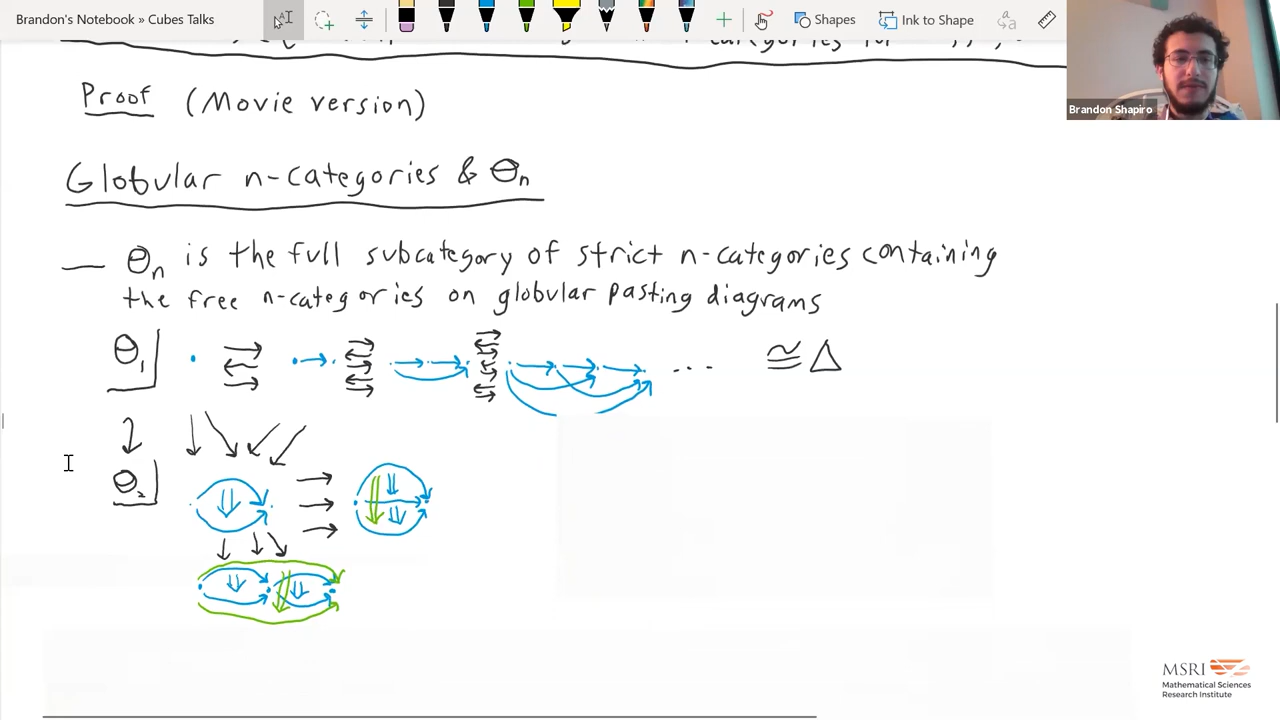 Brandon's Notebook » Cubes Talks
Shapes
Ink to Shape
Brandon Shapiro
categories for
Proof (Movie version)
Globular n-categories & Θn
— Θn is the full subcategory of strict n-categories containing
the free n-categories on globular pasting diagrams
Θ1 ... ≅ Δ
Θ2
MSRI
Mathematical Sciences
Research Institute